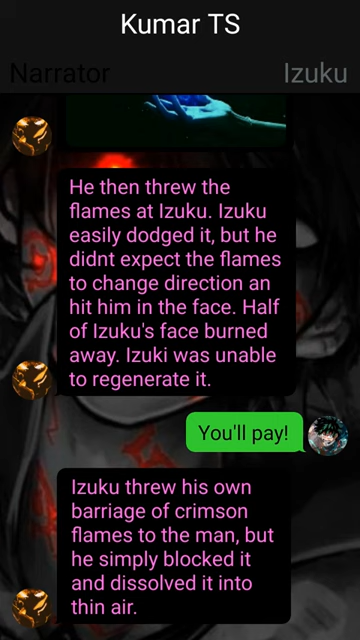 Kumar TS
Narrator
Izuku
He then threw the
flames at Izuku. Izuku
easily dodged it, but he
didnt expect the flames
to change direction an
hit him in the face. Half
of Izuku's face burned
away. Izuki was unable
to regenerate it.
You'll pay!
Izuku threw his own
barriage of crimson
flames to the man, but
he simply blocked it
and dissolved it into
thin air.